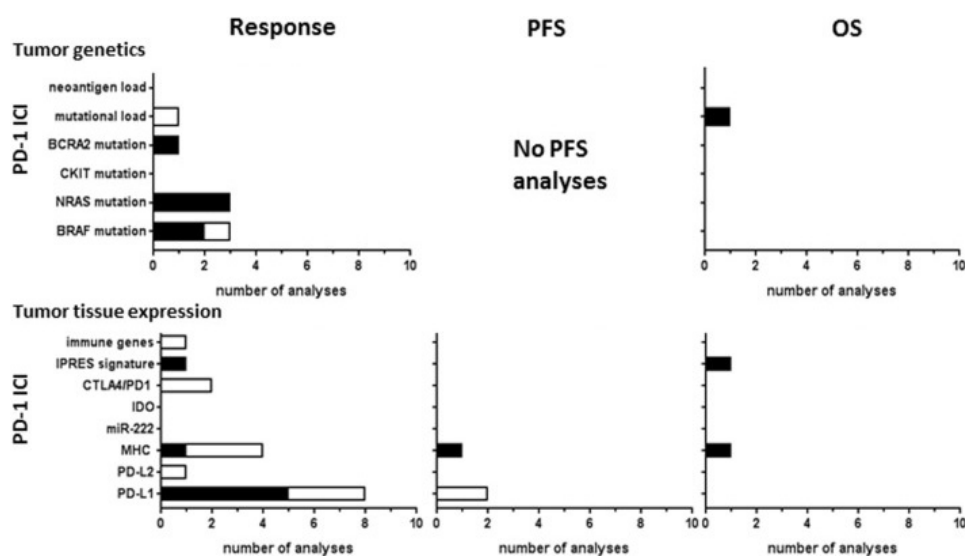 Response PFS OS
Tumor genetics
PD-1 ICI
neoantigen load
mutational load
BCRA2 mutation
CKIT mutation
NRAS mutation
BRAF mutation
No PFS
analyses
0 2 4 6 8 10
number of analyses
0 2 4 6 8 10
number of analyses
Tumor tissue expression
PD-1 ICI
immune genes
IPRES signature
CTLA4/PD1
IDO
miR-222
MHC
PD-L2
PD-L1
0 2 4 6 8 10
number of analyses
0 2 4 6 8 10
number of analyses
0 2 4 6 8 10
number of analyses